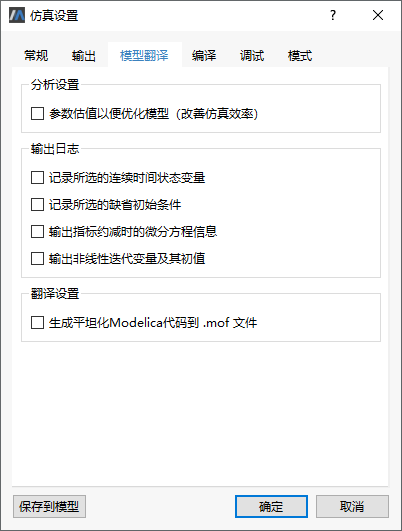 仿真设置
?
常规 输出 模型翻译 编译 调试 模式
分析设置
参数估值以便优化模型（改善仿真效率）
输出日志
记录所选的连续时间状态变量
记录所选的缺省初始条件
输出指标约减时的微分方程信息
输出非线性迭代变量及其初值
翻译设置
生成平坦化Modelica代码到 .mof 文件
保存到模型 确定 取消